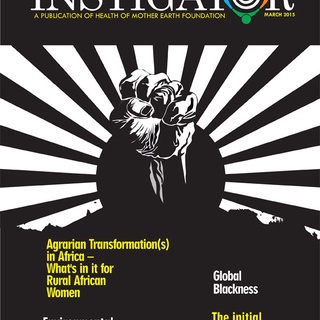 INSTIGATOR
A PUBLICATION OF HEALTH OF MOTHER EARTH FOUNDATION
MARCH 2015
Agrarian Transformation(s)
in Africa –
What's in it for
Rural African
Women
Global
Blackness
Environmental
The initial